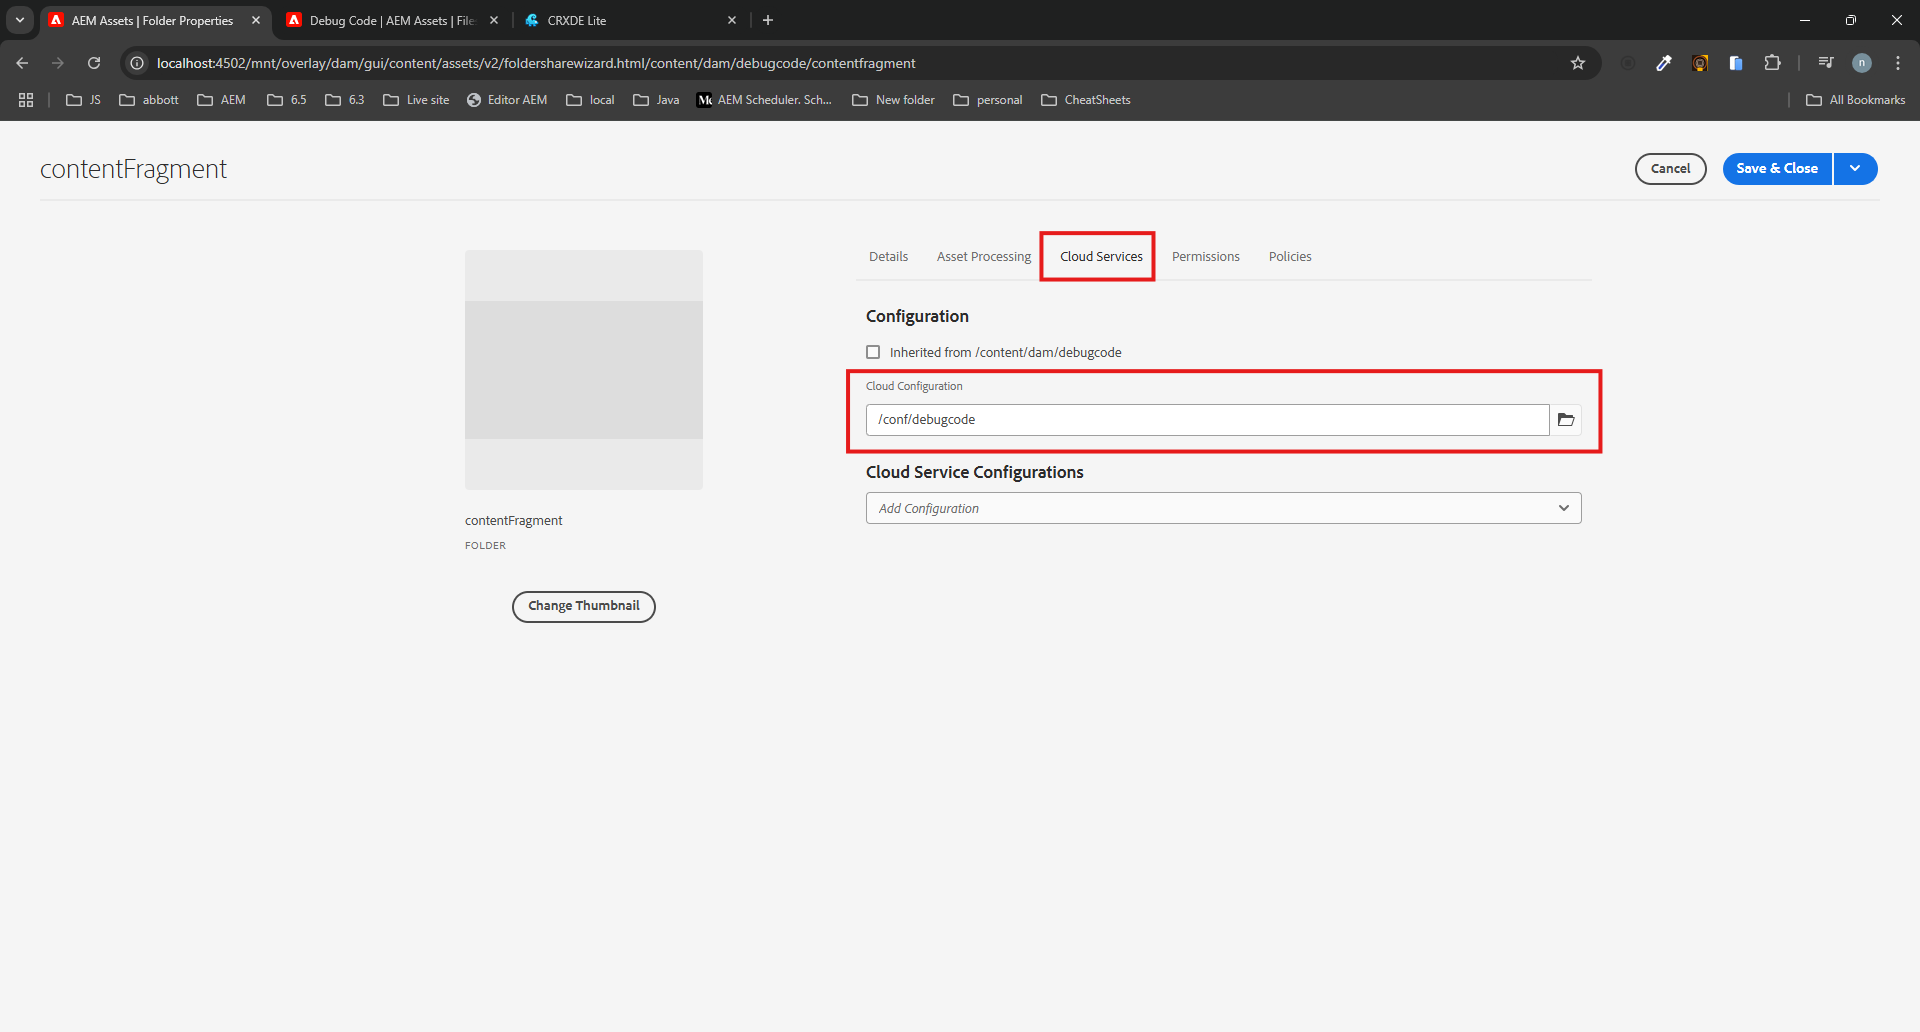 AEM Assets | Folder Properties
Debug Code | AEM Assets | File
CRXDE Lite
localhost:4502/mnt/overlay/dam/gui/content/assets/v2/foldersharewizard.html/content/dam/debugcode/contentfragment
n
JS
abbott
AEM
6.5
6.3
Live site
Editor AEM
local
Java
AEM Scheduler. Sch...
New folder
personal
CheatSheets
All Bookmarks
contentFragment
Cancel
Save & Close
Details
Asset Processing
Cloud Services
Permissions
Policies
Configuration
Inherited from /content/dam/debugcode
Cloud Configuration
/conf/debugcode
Cloud Service Configurations
Add Configuration
contentFragment
FOLDER
Change Thumbnail